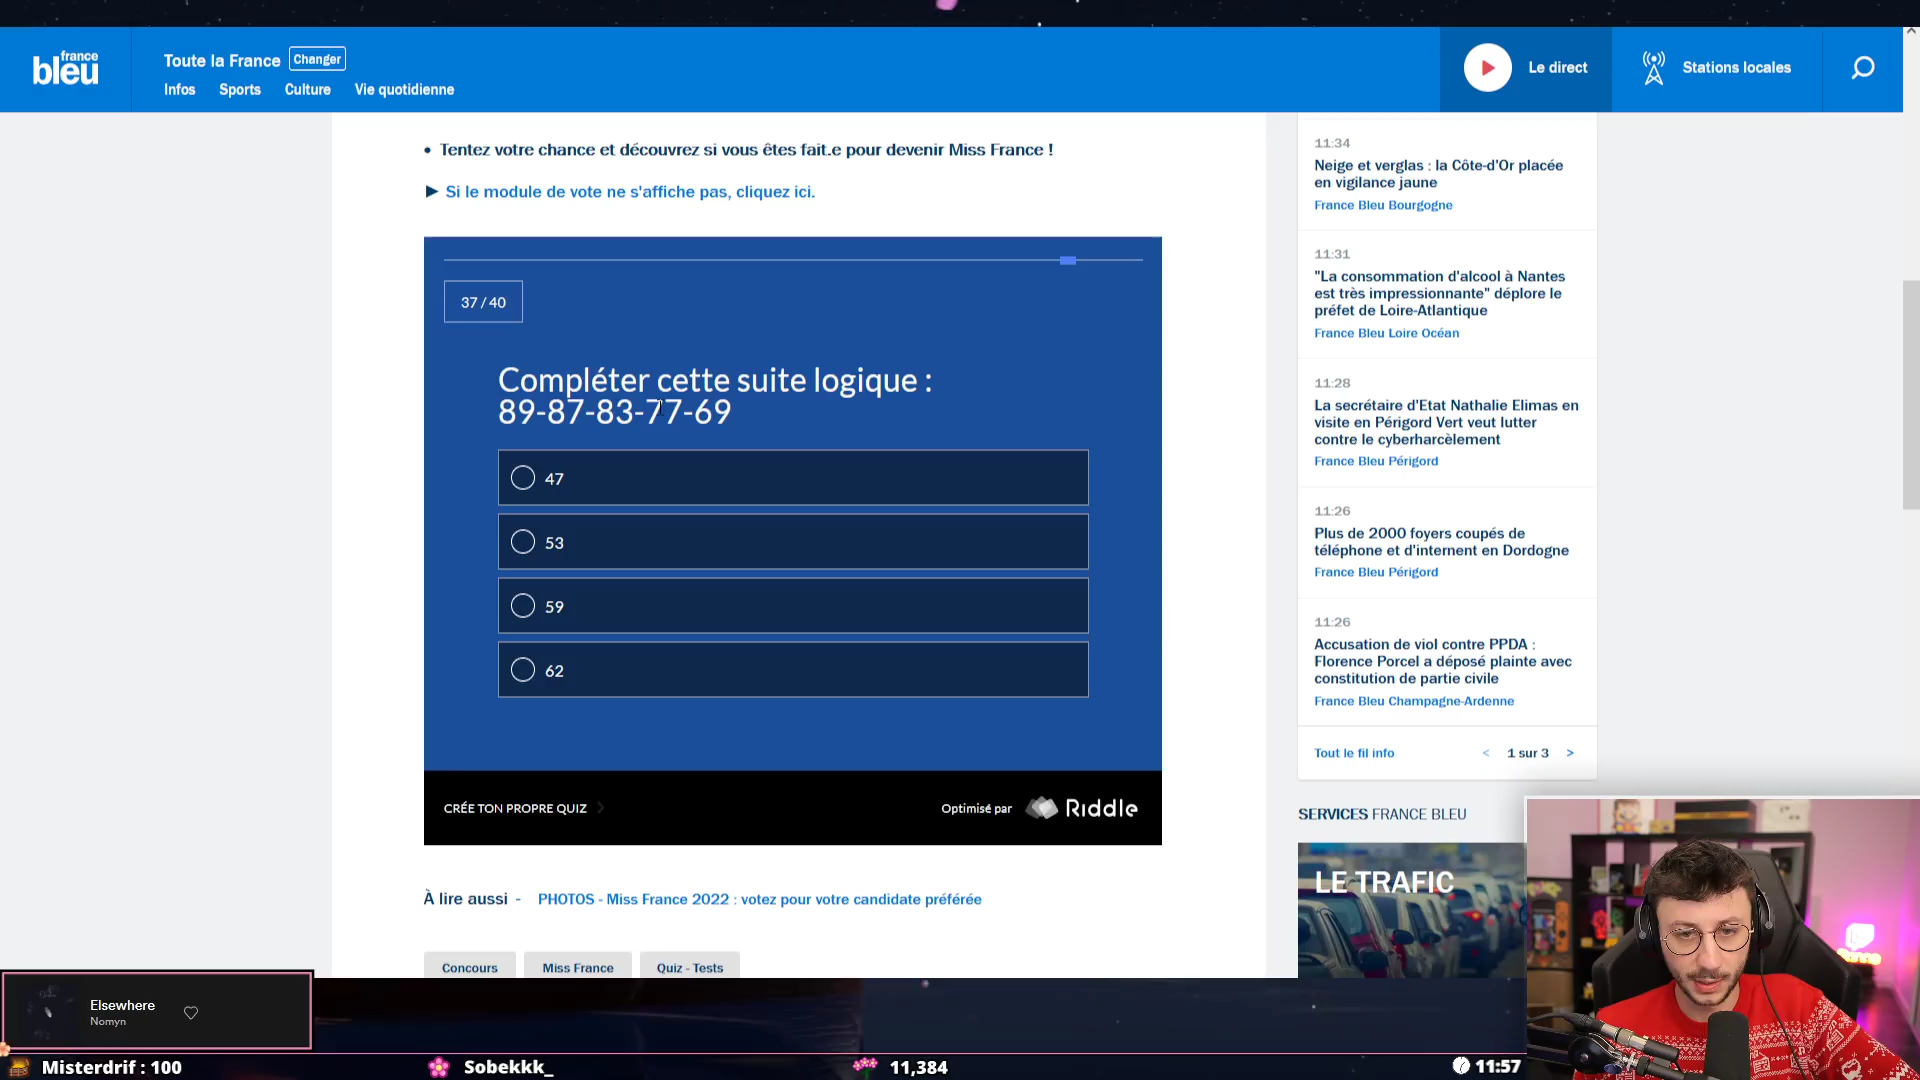 france
bleu
Toute la France
Changer
Infos
Sports
Culture
Vie quotidienne
Le direct
Stations locales
• Tentez votre chance et découvrez si vous êtes fait.e pour devenir Miss France !
► Si le module de vote ne s'affiche pas, cliquez ici.
37 / 40
Compléter cette suite logique :
89-87-83-77-69
47
53
59
62
CRÉE TON PROPRE QUIZ
Optimisé par
Riddle
À lire aussi - PHOTOS - Miss France 2022 : votez pour votre candidate préférée
Concours
Miss France
Quiz - Tests
11:34
Neige et verglas : la Côte-d'Or placée
en vigilance jaune
France Bleu Bourgogne
11:31
"La consommation d'alcool à Nantes
est très impressionnante" déplore le
préfet de Loire-Atlantique
France Bleu Loire Océan
11:28
La secrétaire d'Etat Nathalie Elimas en
visite en Périgord Vert veut lutter
contre le cyberharcèlement
France Bleu Périgord
11:26
Plus de 2000 foyers coupés de
téléphone et d'internent en Dordogne
France Bleu Périgord
11:26
Accusation de viol contre PPDA :
Florence Porcel a déposé plainte avec
constitution de partie civile
France Bleu Champagne-Ardenne
Tout le fil info
< 1 sur 3 >
SERVICES FRANCE BLEU
LE TRAFIC
Elsewhere
Nomyn
Misterdrif : 100
Sobekkk_
11,384
11:57